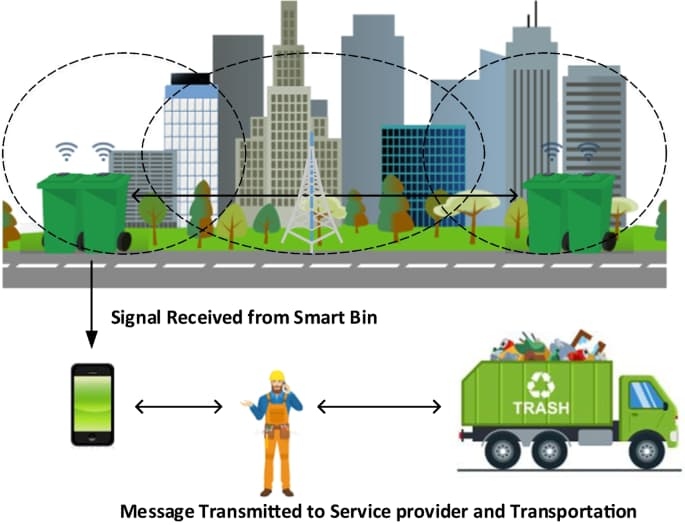 Signal Received from Smart Bin
TRASH
Message Transmitted to Service provider and Transportation